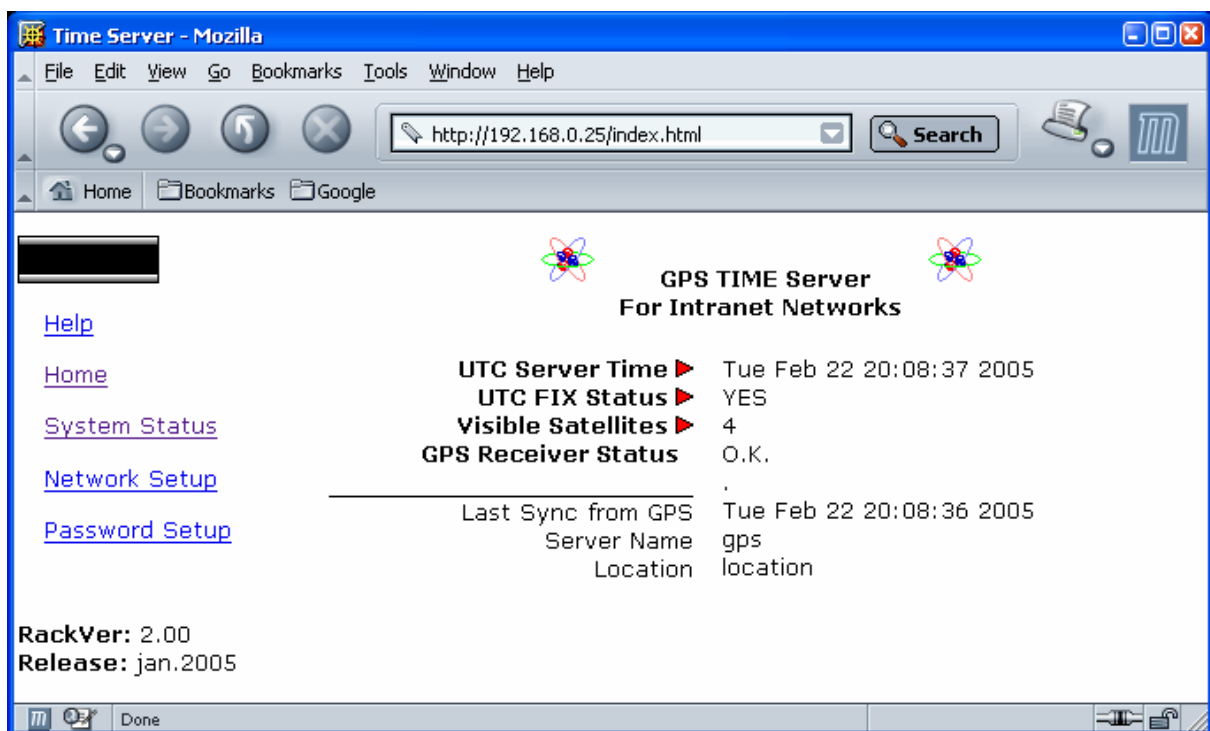 Time Server - Mozilla
File Edit View Go Bookmarks Tools Window Help
http://192.168.0.25/index.html Search
Home Bookmarks Google
GPS TIME Server
For Intranet Networks
Help
Home
System Status
Network Setup
Password Setup
UTC Server Time Tue Feb 22 20:08:37 2005
UTC FIX Status YES
Visible Satellites 4
GPS Receiver Status O.K.
.
Last Sync from GPS Tue Feb 22 20:08:36 2005
Server Name gps
Location location
RackVer: 2.00
Release: jan.2005
Done